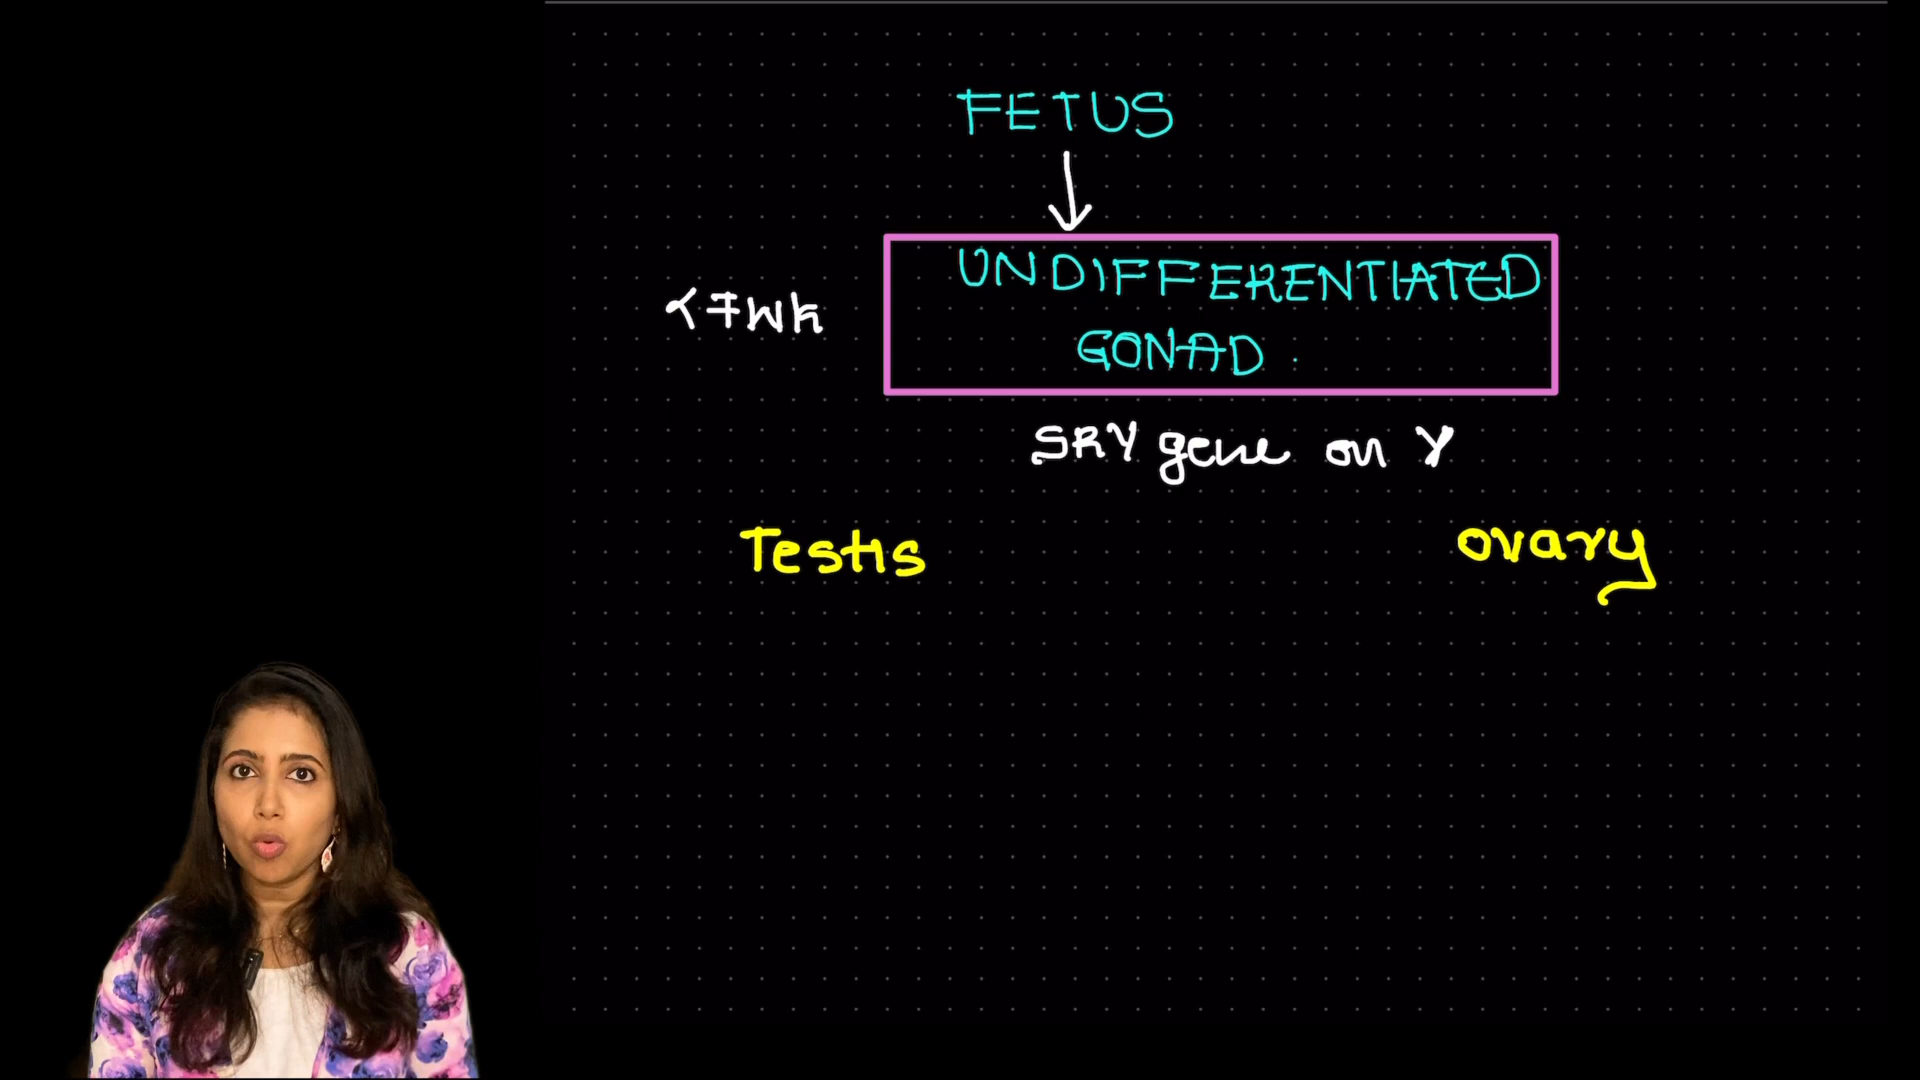 FETUS
UNDIFFERENTIATED
<7WK
GONAD.
SRY gene on Y
Testis
ovary